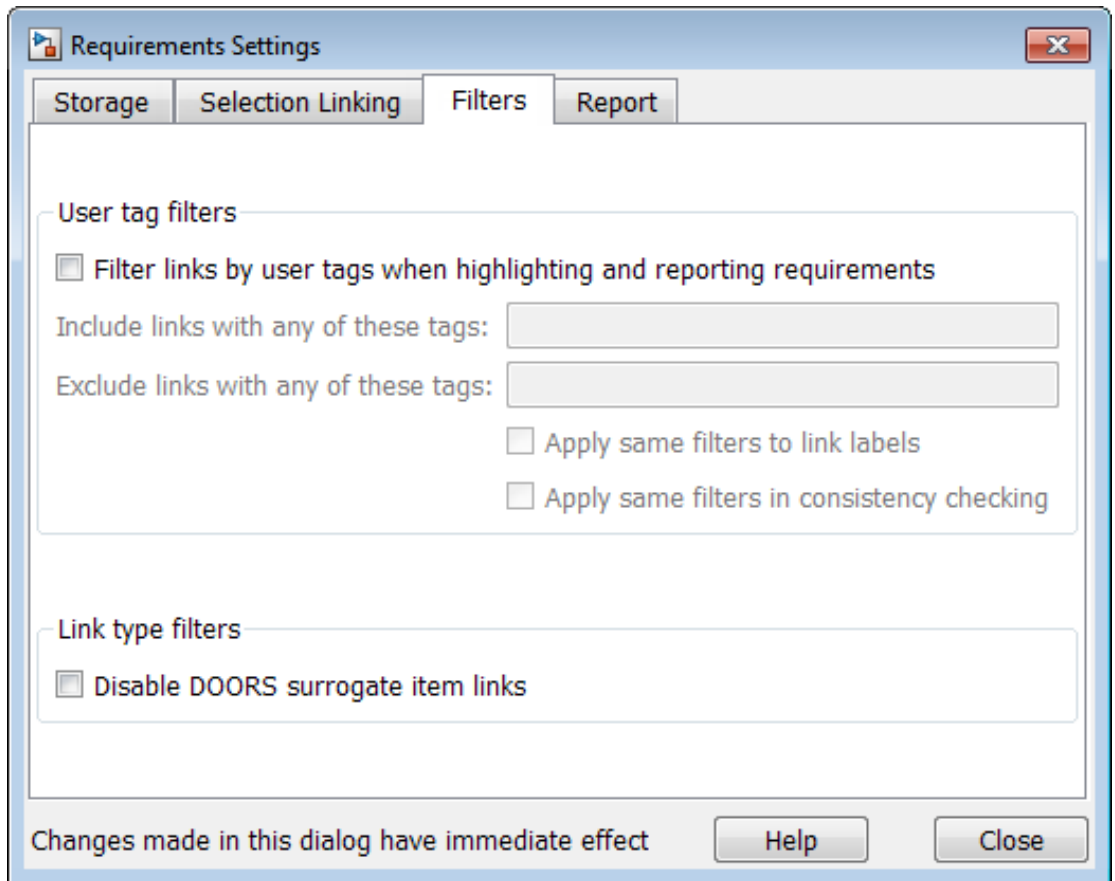 Requirements Settings
Storage Selection Linking Filters Report
User tag filters
Filter links by user tags when highlighting and reporting requirements
Include links with any of these tags:
Exclude links with any of these tags:
Apply same filters to link labels
Apply same filters in consistency checking
Link type filters
Disable DOORS surrogate item links
Changes made in this dialog have immediate effect Help Close